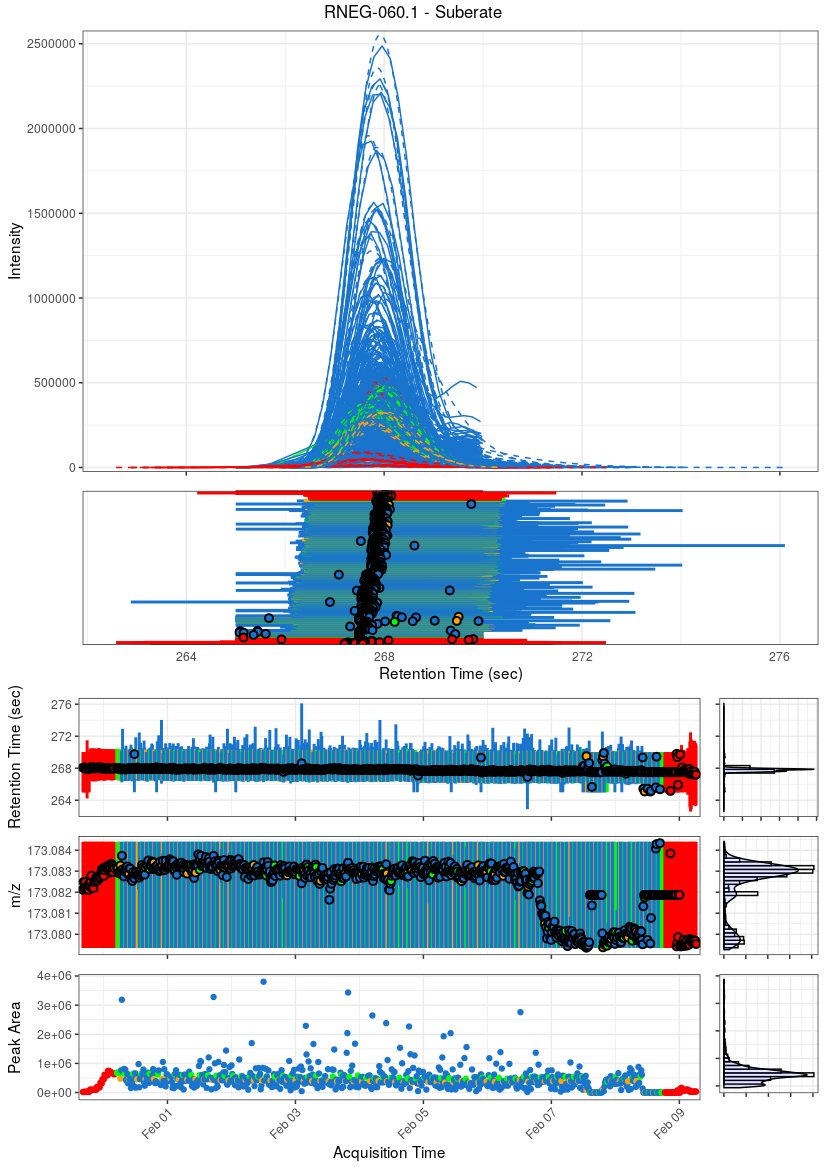 RNEG-060.1 - Suberate
2500000
2000000
1500000
1000000
500000
0
Intensity
264
268
272
276
Retention Time (sec)
276
272
268
264
Retention Time (sec)
173.084
173.083
173.082
173.081
173.080
m/z
4e+06
3e+06
2e+06
1e+06
0e+00
Peak Area
Feb 01
Feb 03
Feb 05
Feb 07
Feb 09
Acquisition Time